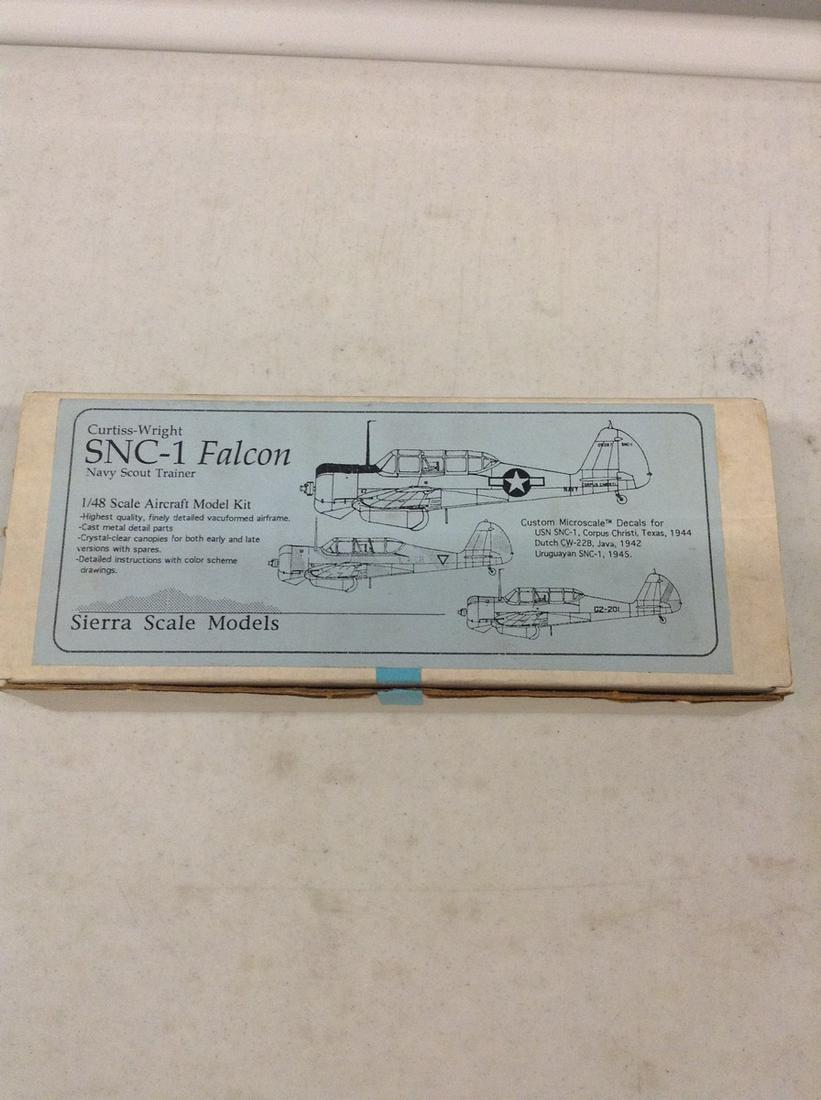 Curtiss-Wright
SNC-1 Falcon
Navy Scout Trainer
1/48 Scale Aircraft Model Kit
-Highest quality, finely detailed vacuformed airframe.
-Cast metal detail parts
-Crystal-clear canopies for both early and late
versions with spares.
-Detailed instructions with color scheme
drawings.
Sierra Scale Models
SNC-1
NAVY
Custom Microscale™ Decals for
USN SNC-1, Corpus Christi, Texas, 1944
Dutch CW-22B, Java, 1942
Uruguayan SNC-1, 1945.
G2-201